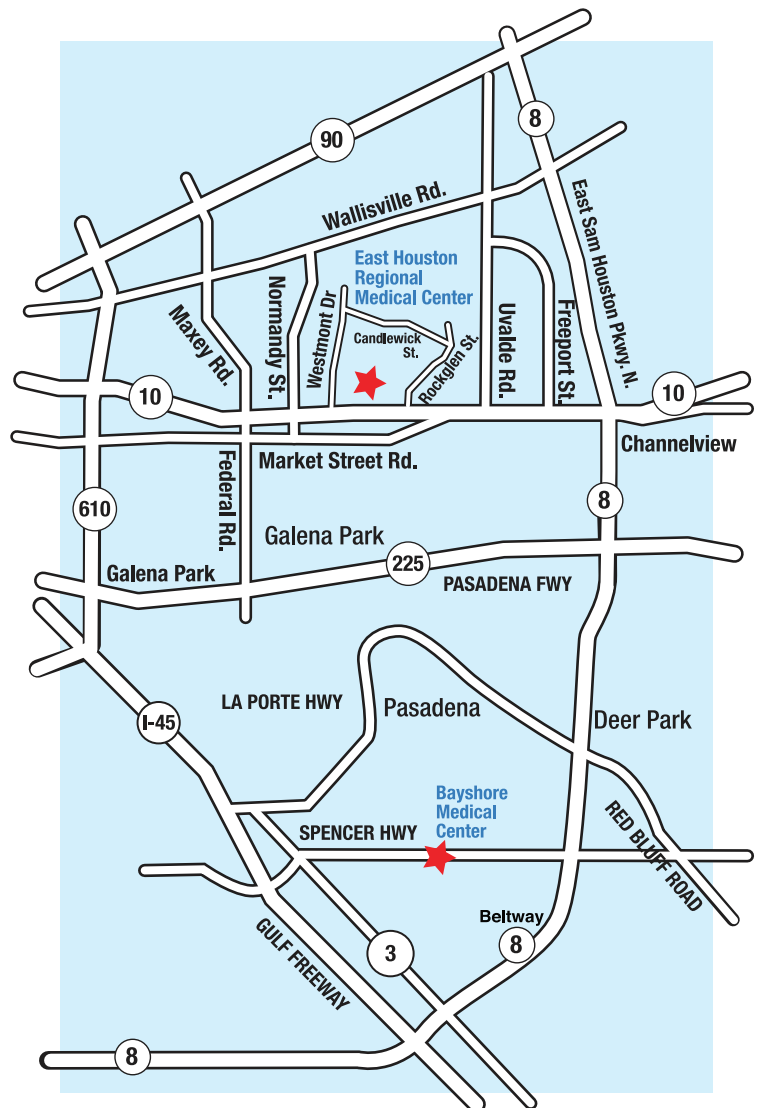 8
90
Wallisville Rd.
East Sam Houston Pkwy. N.
East Houston
Regional
Medical Center
Maxey Rd.
Normandy St.
Westmont Dr
Candlewick
St.
Rockglen St.
Uvalde Rd.
Freeport St.
10
10
Channelview
Market Street Rd.
Federal Rd.
610
8
Galena Park
Galena Park
225
PASADENA FWY
LA PORTE HWY
Pasadena
Deer Park
I-45
Bayshore
Medical
Center
SPENCER HWY
RED BLUFF ROAD
Beltway
8
3
GULF FREEWAY
8